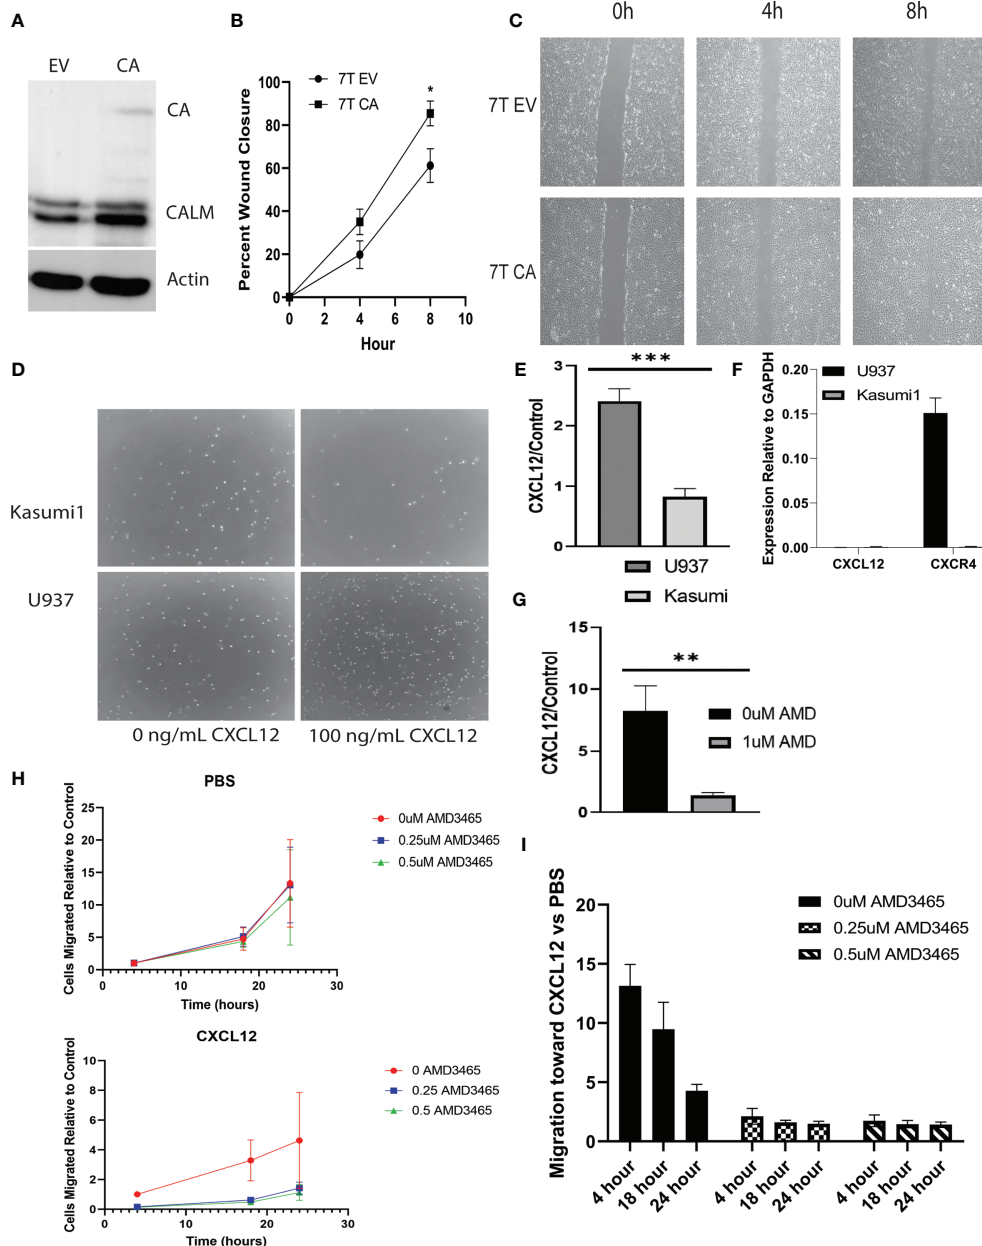 A
EV CA
CA
CALM
Actin
B
Percent Wound Closure
100
80
60
40
20
0
7T EV
7T CA
*
0 2 4 6 8 10
Hour
C
0h 4h 8h
7T EV
7T CA
D
Kasumi1
U937
0 ng/mL CXCL12 100 ng/mL CXCL12
E
CXCL12/Control
3
2
1
0
***
U937
Kasumi
F
Expression Relative to GAPDH
0.20
0.15
0.10
0.05
0.00
U937
Kasumi1
CXCL12 CXCR4
G
CXCL12/Control
15
10
5
0
**
0uM AMD
1uM AMD
H
PBS
Cells Migrated Relative to Control
25
20
15
10
5
0
0 10 20 30
Time (hours)
0uM AMD3465
0.25uM AMD3465
0.5uM AMD3465
CXCL12
Cells Migrated Relative to Control
10
8
6
4
2
0
0 10 20 30
Time (hours)
0 AMD3465
0.25 AMD3465
0.5 AMD3465
I
Migration toward CXCL12 vs PBS
20
15
10
5
0
0uM AMD3465
0.25uM AMD3465
0.5uM AMD3465
4 hour 18 hour 24 hour 4 hour 18 hour 24 hour 4 hour 18 hour 24 hour